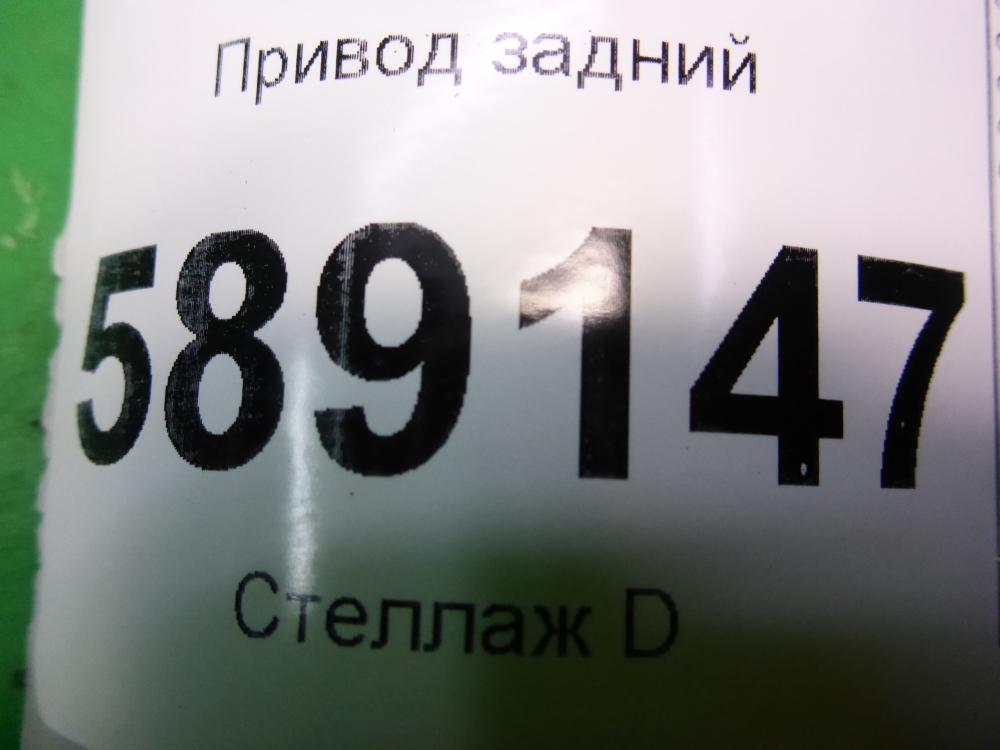 Привод задний
589147
Стеллаж D